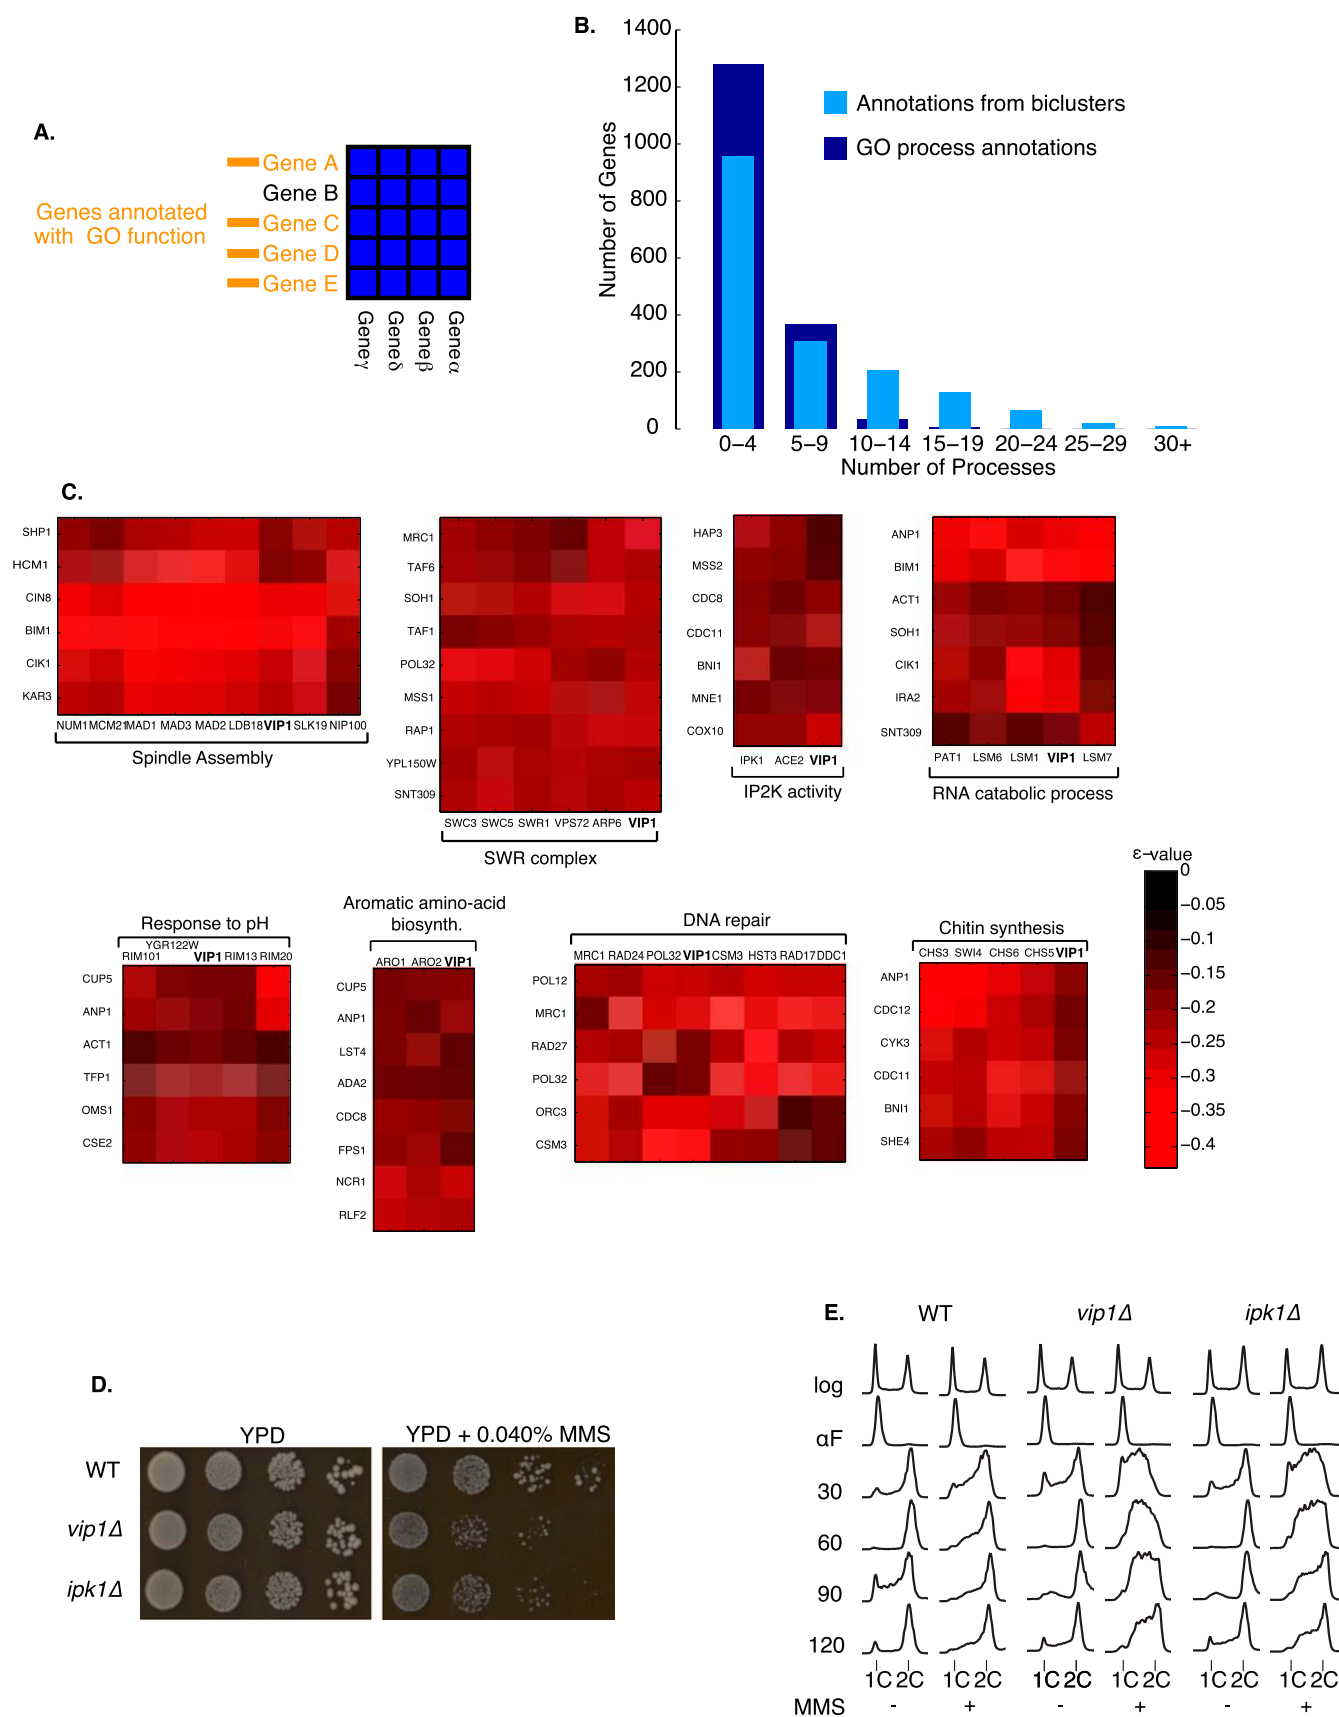 A.
Genes annotated
with GO function
Gene A
Gene B
Gene C
Gene D
Gene E
Geneγ
Geneδ
Geneβ
Geneα
B.
Number of Genes
1400
1200
1000
800
600
400
200
0
Annotations from biclusters
GO process annotations
0–4 5–9 10–14 15–19 20–24 25–29 30+
Number of Processes
C.
SHP1
HCM1
CIN8
BIM1
CIK1
KAR3
NUM1 MCM21 MAD1 MAD3 MAD2 LDB18 VIP1 SLK19 NIP100
Spindle Assembly
MRC1
TAF6
SOH1
TAF1
POL32
MSS1
RAP1
YPL150W
SNT309
SWC3 SWC5 SWR1 VPS72 ARP6 VIP1
SWR complex
HAP3
MSS2
CDC8
CDC11
BNI1
MNE1
COX10
IPK1 ACE2 VIP1
IP2K activity
ANP1
BIM1
ACT1
SOH1
CIK1
IRA2
SNT309
PAT1 LSM6 LSM1 VIP1 LSM7
RNA catabolic process
Response to pH
YGR122W
RIM101 VIP1 RIM13 RIM20
CUP5
ANP1
ACT1
TFP1
OMS1
CSE2
Aromatic amino-acid
biosynth.
ARO1 ARO2 VIP1
CUP5
ANP1
LST4
ADA2
CDC8
FPS1
NCR1
RLF2
DNA repair
MRC1 RAD24 POL32 VIP1 CSM3 HST3 RAD17 DDC1
POL12
MRC1
RAD27
POL32
ORC3
CSM3
Chitin synthesis
CHS3 SWI4 CHS6 CHS5 VIP1
ANP1
CDC12
CYK3
CDC11
BNI1
SHE4
ε–value
0
−0.05
−0.1
−0.15
−0.2
−0.25
−0.3
−0.35
−0.4
D.
YPD YPD + 0.040% MMS
WT
vip1Δ
ipk1Δ
E.
WT vip1Δ ipk1Δ
log
αF
30
60
90
120
1C 2C 1C 2C 1C 2C 1C 2C 1C 2C 1C 2C
MMS - + - + - +